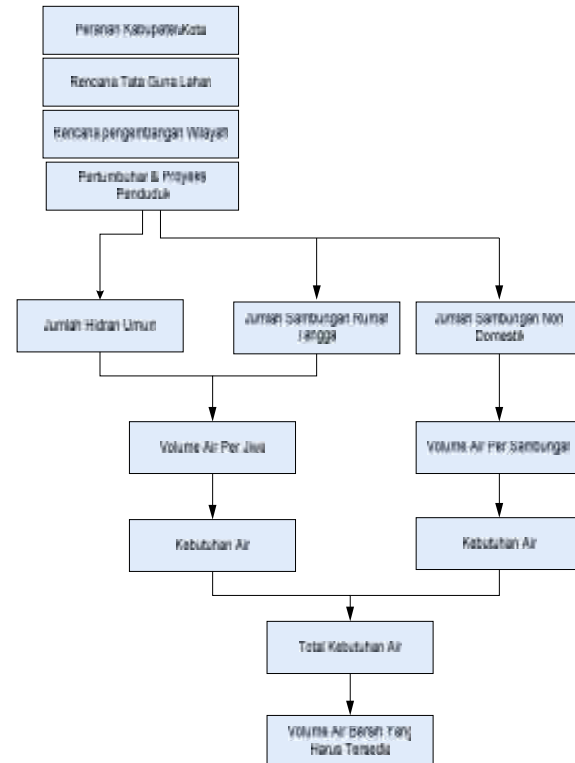 Peranan Kabupaten/Kota
Rencana Tata Guna Lahan
Rencana pengembangan Wilayah
Pertumbuhan & Proyeksi
Penduduk
Jumlah Hidran Umum
Jumlah Sambungan Rumah
Tangga
Jumlah Sambungan Non
Domestik
Volume Air Per Jiwa
Volume Air Per Sambungan
Kebutuhan Air
Kebutuhan Air
Total Kebutuhan Air
Volume Air Bersih Yang
Harus Tersedia